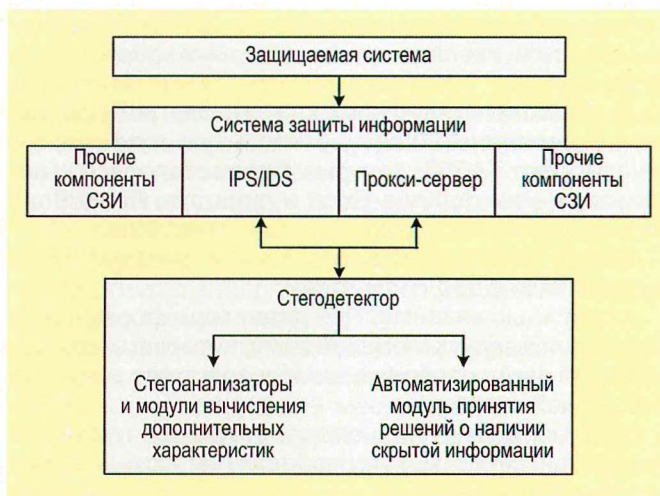 Защищаемая система
Система защиты информации
Прочие
компоненты
СЗИ
IPS/IDS
Прокси-сервер
Прочие
компоненты
СЗИ
Стегодетектор
Стегоанализаторы
и модули вычисления
дополнительных
характеристик
Автоматизированный
модуль принятия
решений о наличии
скрытой информации